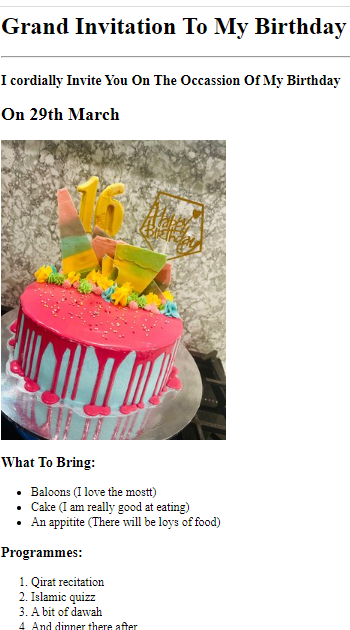 Grand Invitation To My Birthday
I cordially Invite You On The Occassion Of My Birthday
On 29th March
16
Happy
Birthday
What To Bring:
• Baloons (I love the mostt)
• Cake (I am really good at eating)
• An appitite (There will be loys of food)
Programmes:
1. Qirat recitation
2. Islamic quizz
3. A bit of dawah
4. And dinner there after